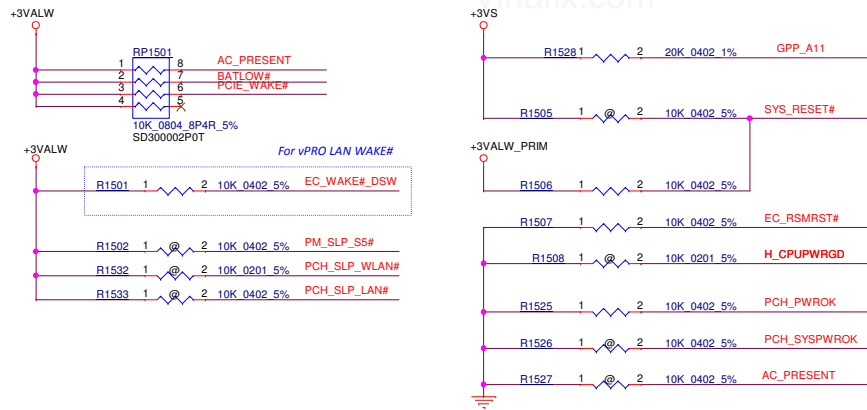 vinafix.com
+3VALW
RP1501
1 8 AC_PRESENT
2 7 BATLOW#
3 6 PCIE_WAKE#
4 5
10K_0804_8P4R_5%
SD300002P0T
+3VALW
For vPRO LAN WAKE#
R1501 1 2 10K_0402_5% EC_WAKE#_DSW
R1502 1 @ 2 10K_0402_5% PM_SLP_S5#
R1532 1 @ 2 10K_0201_5% PCH_SLP_WLAN#
R1533 1 @ 2 10K_0402_5% PCH_SLP_LAN#
+3VS
R1528 1 2 20K_0402_1% GPP_A11
R1505 1 @ 2 10K_0402_5% SYS_RESET#
+3VALW_PRIM
R1506 1 2 10K_0402_5%
R1507 1 2 10K_0402_5% EC_RSMRST#
R1508 1 @ 2 10K_0201_5% H_CPUPWRGD
R1525 1 2 10K_0402_5% PCH_PWROK
R1526 1 @ 2 10K_0402_5% PCH_SYSPWROK
R1527 1 @ 2 10K_0402_5% AC_PRESENT